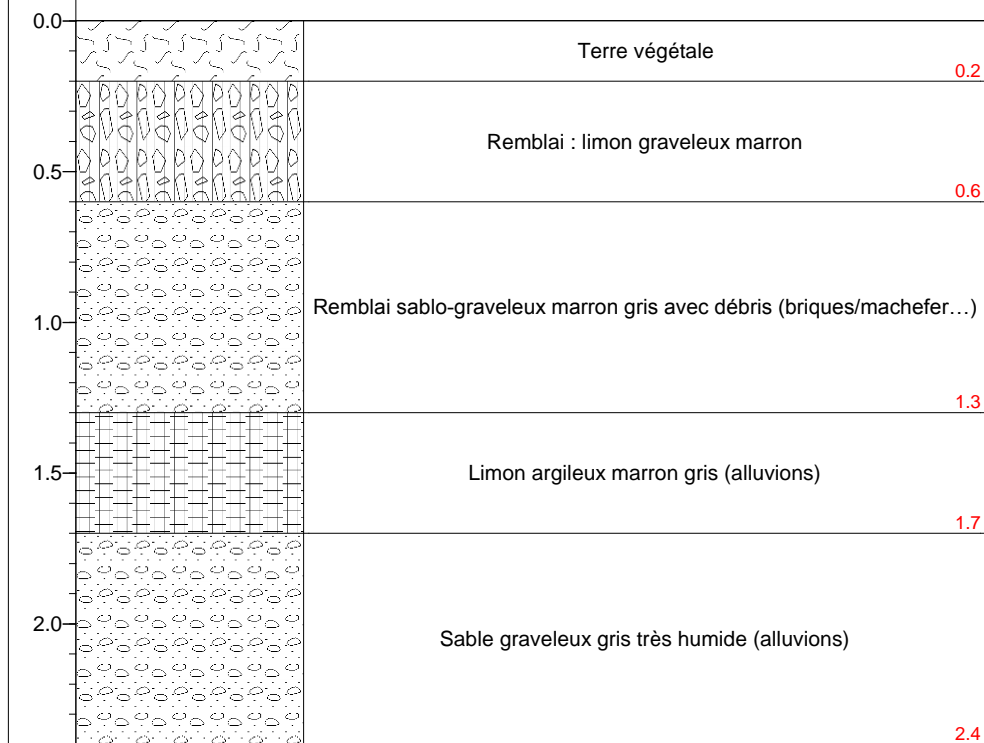 0.0
Terre végétale
0.2
Remblai : limon graveleux marron
0.5
0.6
Remblai sablo-graveleux marron gris avec débris (briques/machefer…)
1.0
1.3
Limon argileux marron gris (alluvions)
1.5
1.7
2.0
Sable graveleux gris très humide (alluvions)
2.4